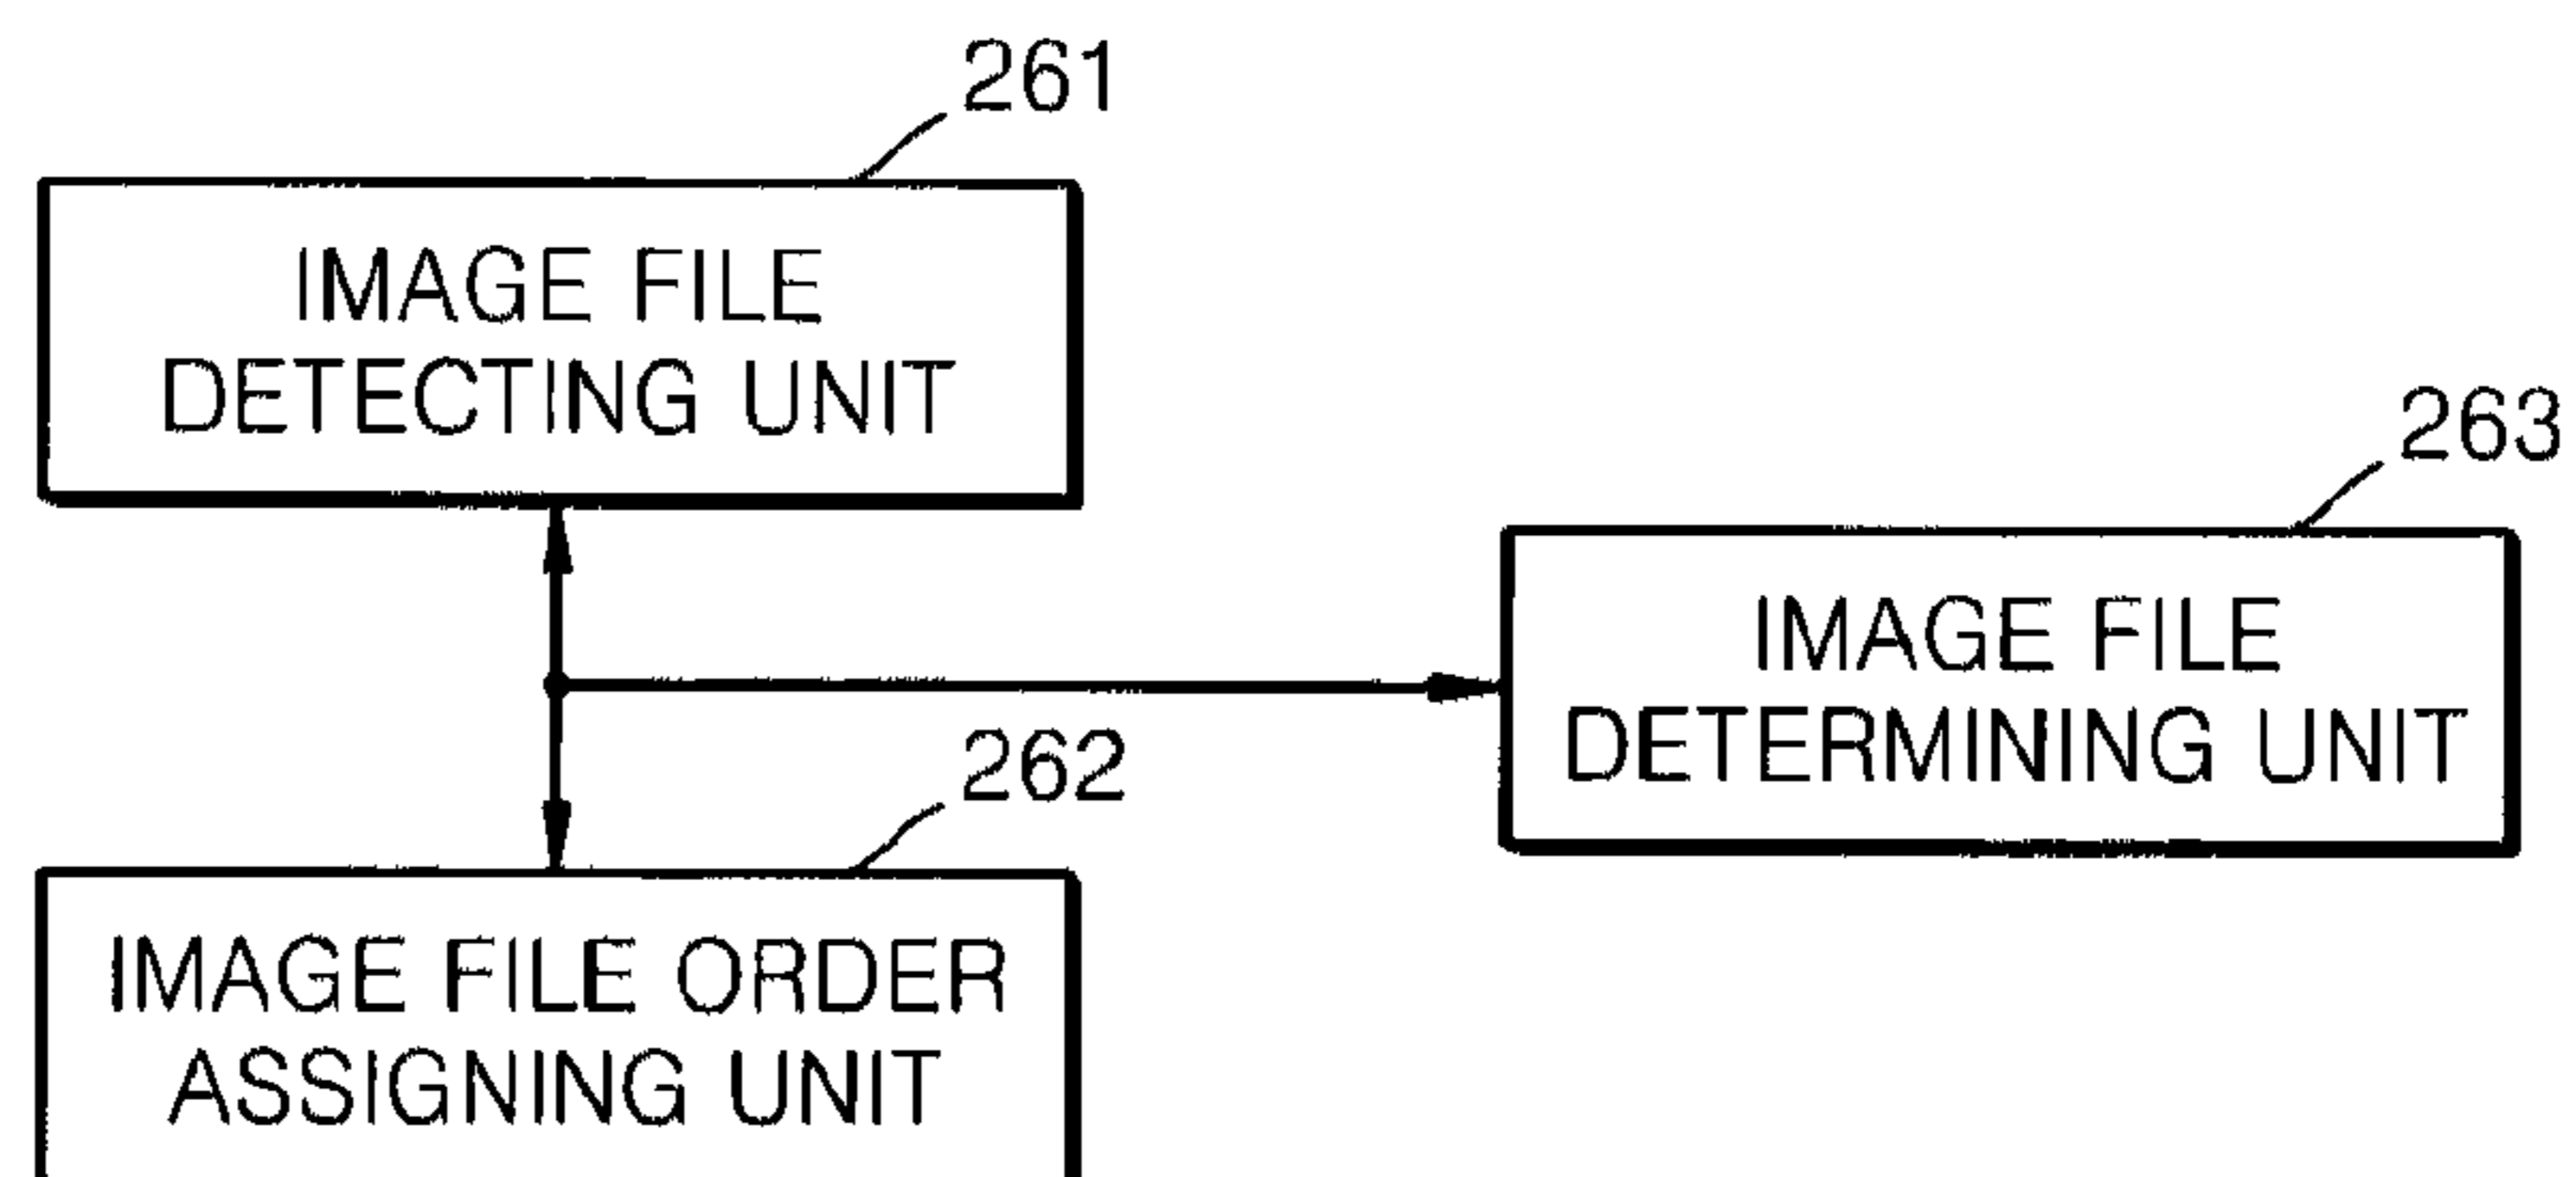 261
IMAGE FILE
DETECTING UNIT
263
IMAGE FILE
DETERMINING UNIT
262
IMAGE FILE ORDER
ASSIGNING UNIT